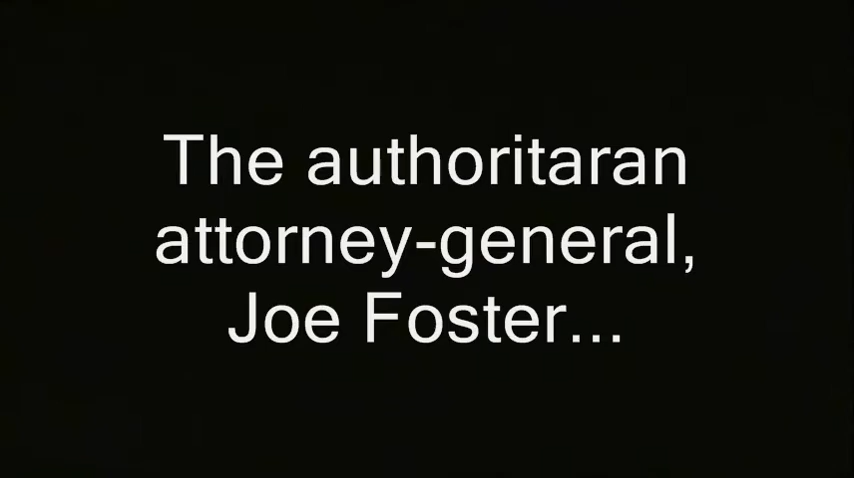 The authoritaran
attorney-general,
Joe Foster...